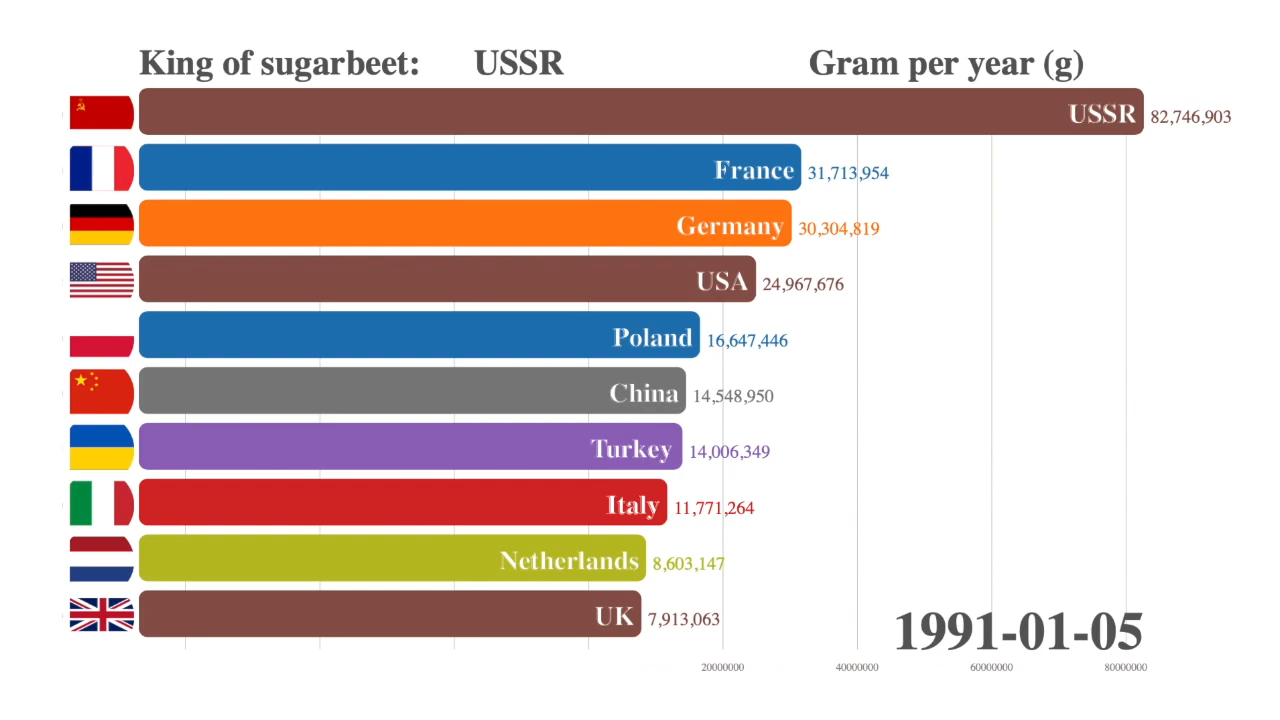 King of sugarbeet: USSR Gram per year (g)
USSR 82,746,903
France 31,713,954
Germany 30,304,819
USA 24,967,676
Poland 16,647,446
China 14,548,950
Turkey 14,006,349
Italy 11,771,264
Netherlands 8,603,147
UK 7,913,063
1991-01-05
20000000 40000000 60000000 80000000